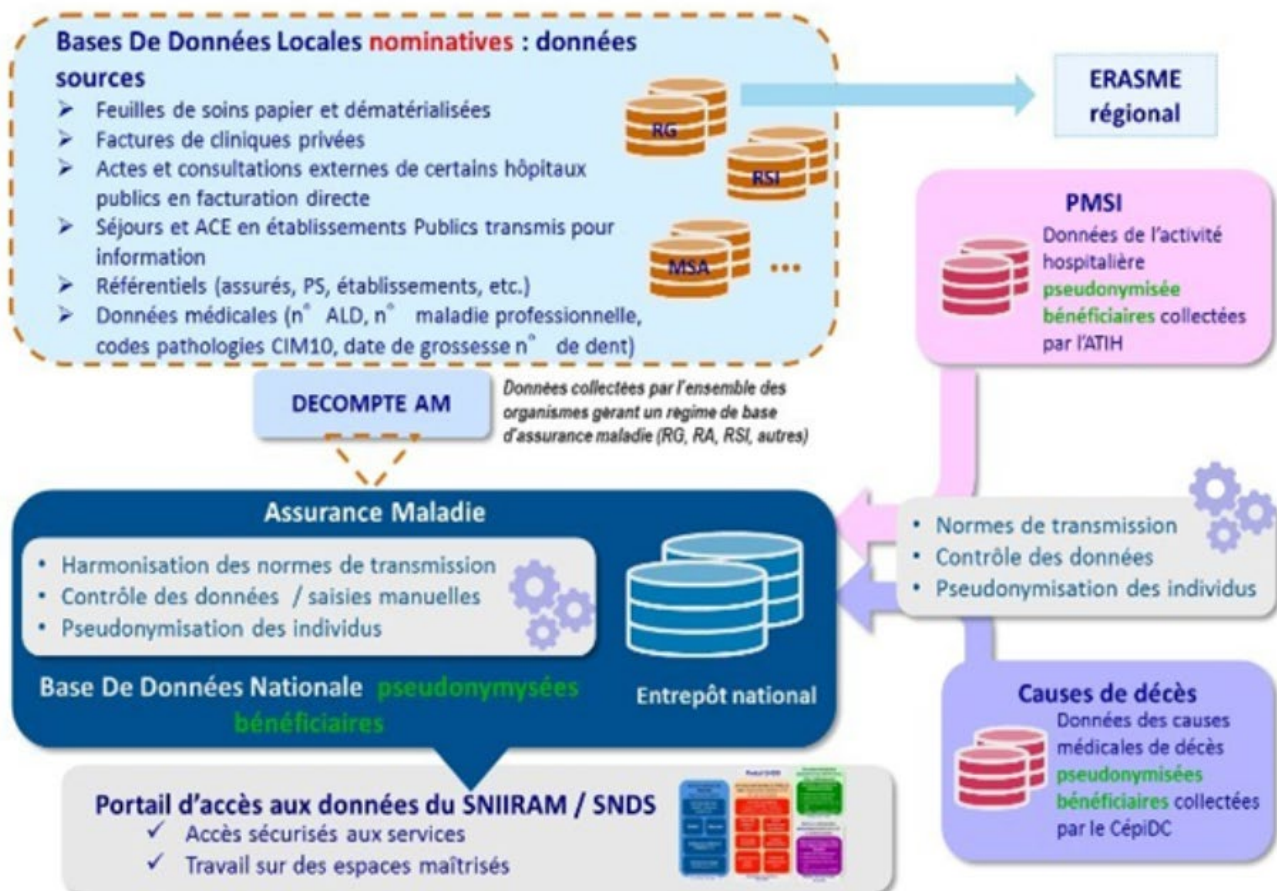 Bases De Données Locales nominatives : données
sources
➤ Feuilles de soins papier et dématérialisées
➤ Factures de cliniques privées
➤ Actes et consultations externes de certains hôpitaux
publics en facturation directe
➤ Séjours et ACE en établissements Publics transmis pour
information
➤ Référentiels (assurés, PS, établissements, etc.)
➤ Données médicales (n° ALD, n° maladie professionnelle,
codes pathologies CIM10, date de grossesse n° de dent)
RG
RSI
MSA
...
ERASME
régional
PMSI
Données de l'activité
hospitalière
pseudonymisée
bénéficiaires collectées
par l'ATIH
DECOMPTE AM
Données collectées par l'ensemble des
organismes gérant un régime de base
d'assurance maladie (RG, RA, RSI, autres)
Assurance Maladie
• Harmonisation des normes de transmission
• Contrôle des données / saisies manuelles
• Pseudonymisation des individus
Base De Données Nationale pseudonymysées
bénéficiaires
Entrepôt national
• Normes de transmission
• Contrôle des données
• Pseudonymisation des individus
Causes de décès
Données des causes
médicales de décès
pseudonymisées
bénéficiaires collectées
par le CépiDC
Portail d'accès aux données du SNIIRAM / SNDS
✓ Accès sécurisés aux services
✓ Travail sur des espaces maîtrisés